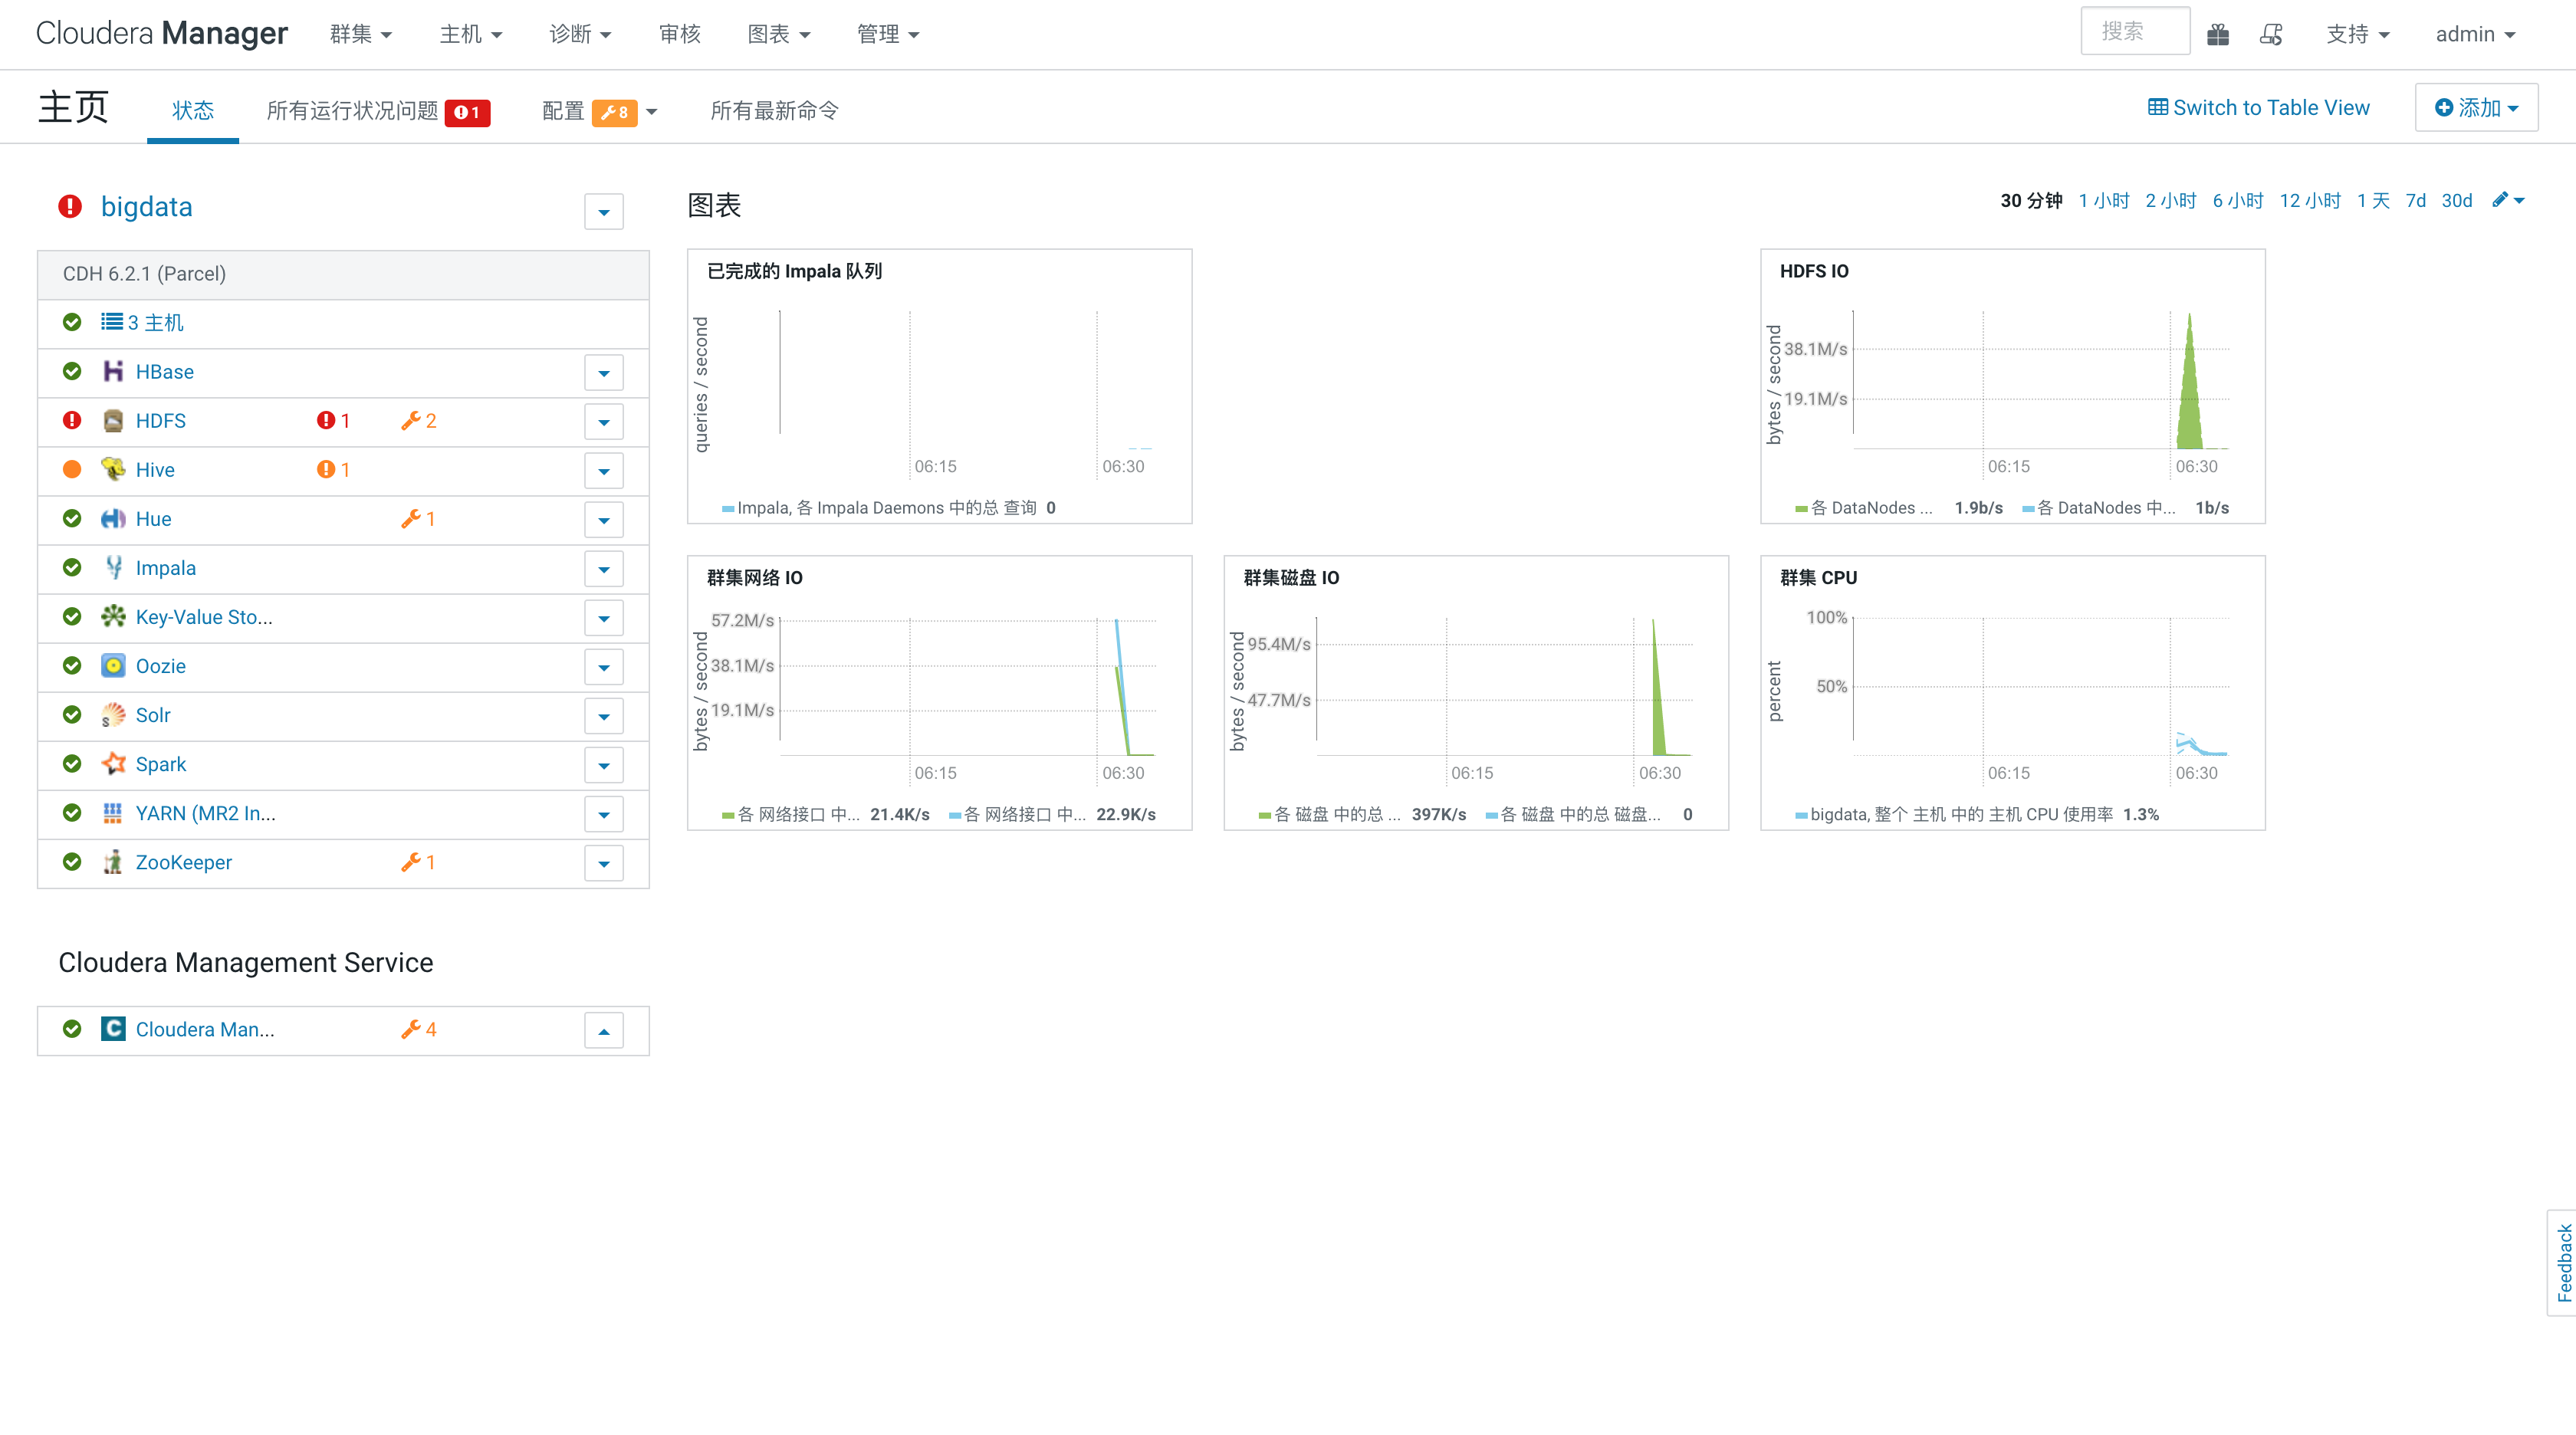 Cloudera Manager 群集 主机 诊断 审核 图表 管理 搜索 支持 admin
主页 状态 所有运行状况问题 1 配置 8 所有最新命令 Switch to Table View 添加
bigdata
CDH 6.2.1 (Parcel)
3 主机
HBase
HDFS 1 2
Hive 1
Hue 1
Impala
Key-Value Sto...
Oozie
Solr
Spark
YARN (MR2 In...
ZooKeeper 1
Cloudera Management Service
Cloudera Man... 4
图表
30 分钟 1 小时 2 小时 6 小时 12 小时 1 天 7d 30d
已完成的 Impala 队列
queries / second
06:15 06:30
Impala, 各 Impala Daemons 中的总 查询 0
HDFS IO
bytes / second
38.1M/s
19.1M/s
06:15 06:30
各 DataNodes ... 1.9b/s 各 DataNodes 中... 1b/s
群集网络 IO
bytes / second
57.2M/s
38.1M/s
19.1M/s
06:15 06:30
各 网络接口 中... 21.4K/s 各 网络接口 中... 22.9K/s
群集磁盘 IO
bytes / second
95.4M/s
47.7M/s
06:15 06:30
各 磁盘 中的总 ... 397K/s 各 磁盘 中的总 磁盘... 0
群集 CPU
percent
100%
50%
06:15 06:30
bigdata, 整个 主机 中的 主机 CPU 使用率 1.3%
Feedback